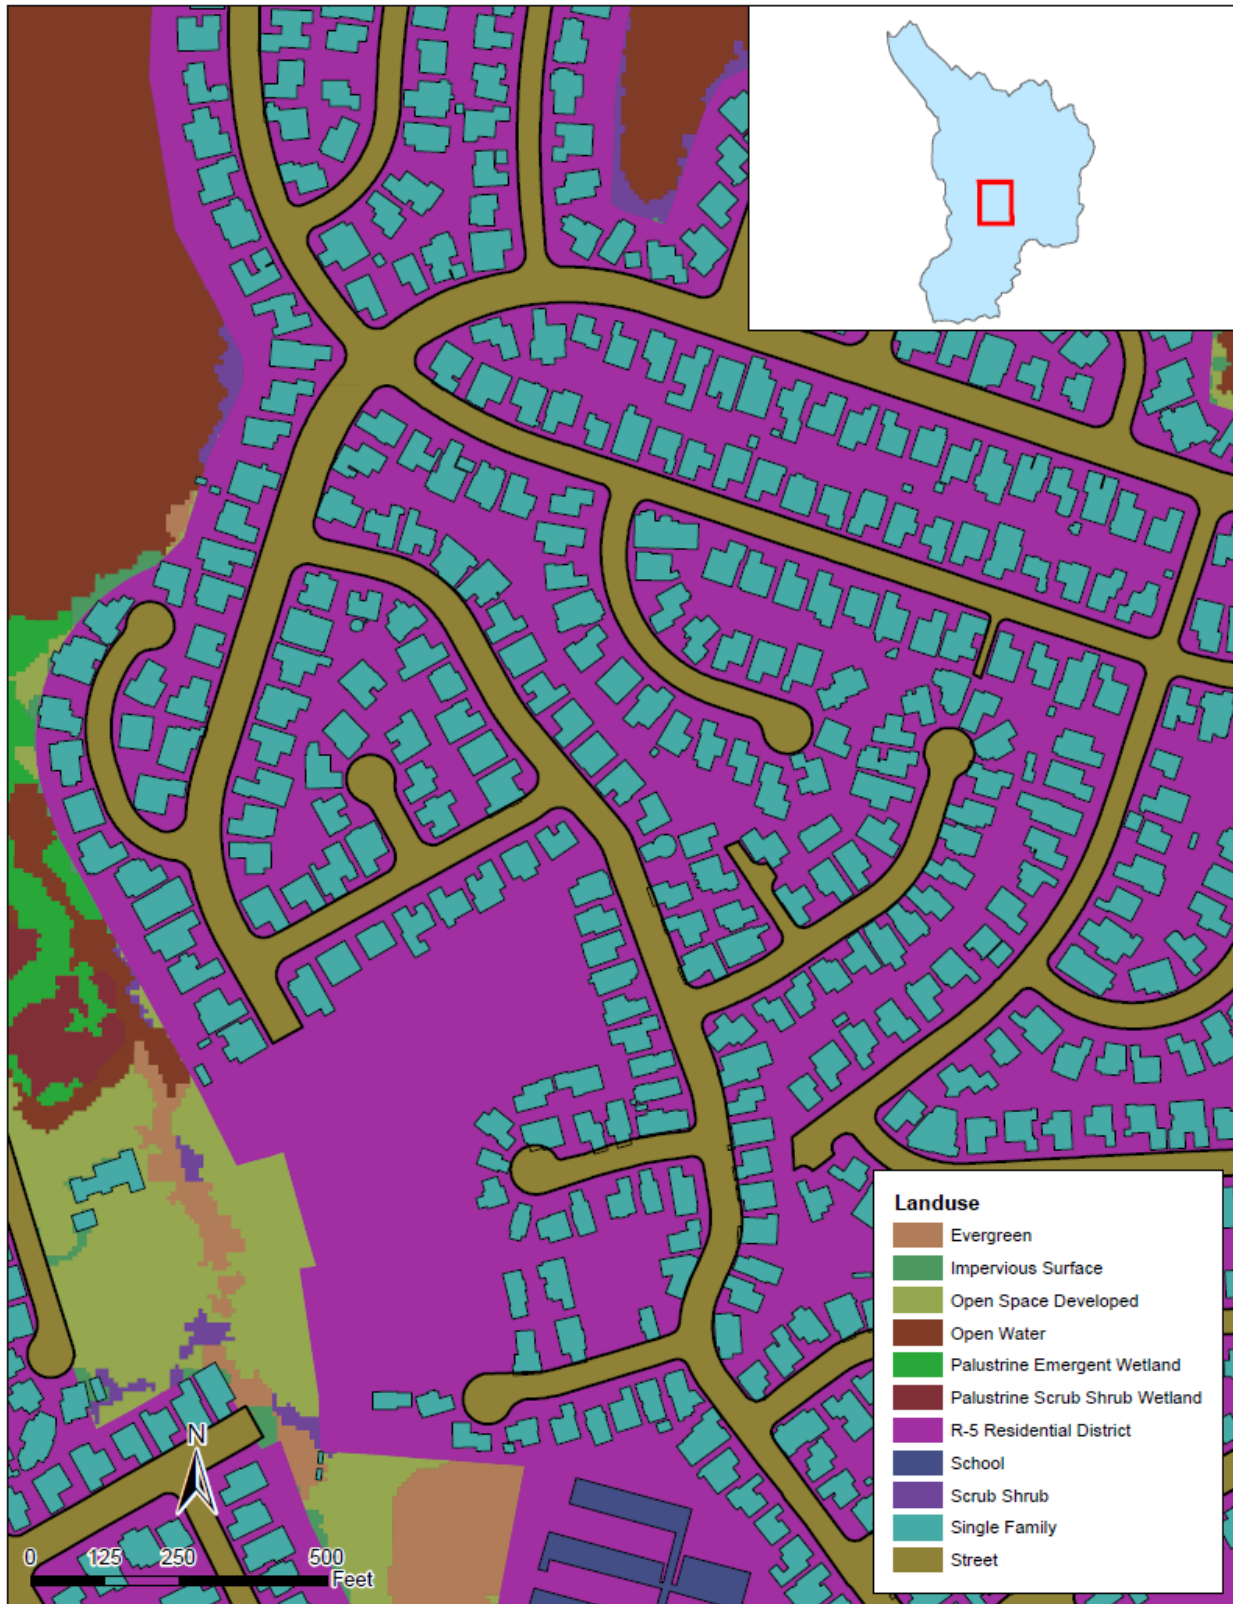 Landuse
Evergreen
Impervious Surface
Open Space Developed
Open Water
Palustrine Emergent Wetland
Palustrine Scrub Shrub Wetland
R-5 Residential District
School
Scrub Shrub
Single Family
Street
N
0 125 250 500
Feet